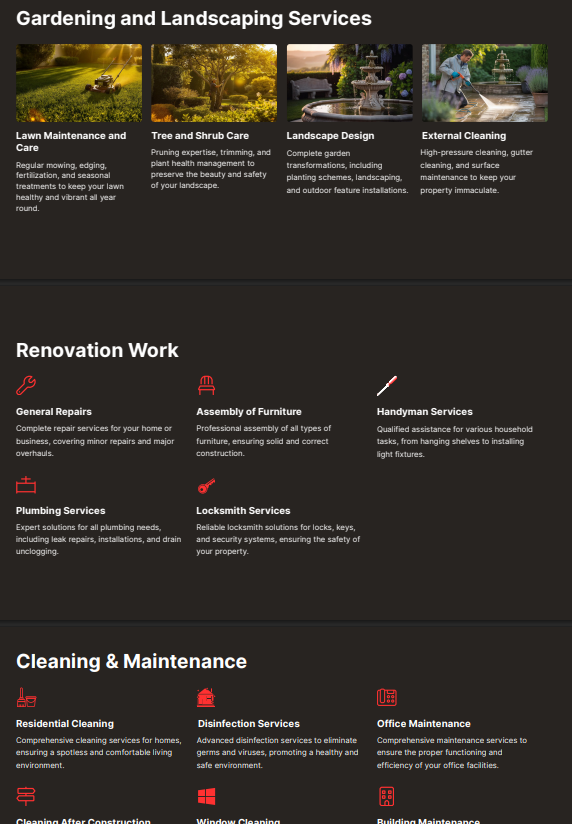 Gardening and Landscaping Services
Lawn Maintenance and
Care
Regular mowing, edging,
fertilization, and seasonal
treatments to keep your lawn
healthy and vibrant all year
round.
Tree and Shrub Care
Pruning expertise, trimming, and
plant health management to
preserve the beauty and safety
of your landscape.
Landscape Design
Complete garden
transformations, including
planting schemes, landscaping,
and outdoor feature installations.
External Cleaning
High-pressure cleaning, gutter
cleaning, and surface
maintenance to keep your
property immaculate.
Renovation Work
General Repairs
Complete repair services for your home or
business, covering minor repairs and major
overhauls.
Assembly of Furniture
Professional assembly of all types of
furniture, ensuring solid and correct
construction.
Handyman Services
Qualified assistance for various household
tasks, from hanging shelves to installing
light fixtures.
Plumbing Services
Expert solutions for all plumbing needs,
including leak repairs, installations, and drain
unclogging.
Locksmith Services
Reliable locksmith solutions for locks, keys,
and security systems, ensuring the safety of
your property.
Cleaning & Maintenance
Residential Cleaning
Comprehensive cleaning services for homes,
ensuring a spotless and comfortable living
environment.
Disinfection Services
Advanced disinfection services to eliminate
germs and viruses, promoting a healthy and
safe environment.
Office Maintenance
Comprehensive maintenance services to
ensure the proper functioning and
efficiency of your office facilities.
Cleaning After Construction
Window Cleaning
Building Maintenance